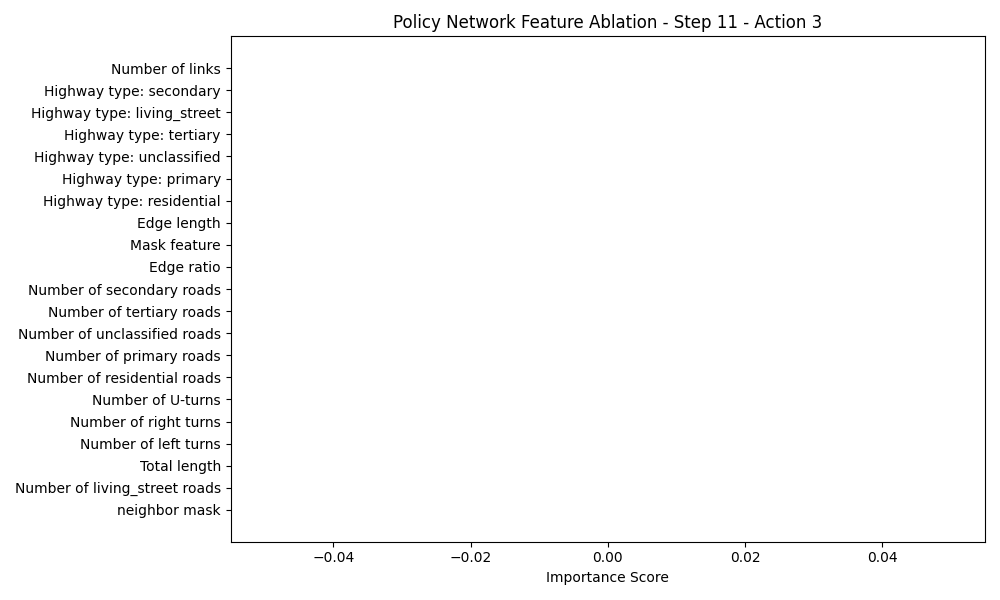 Policy Network Feature Ablation - Step 11 - Action 3
Number of links
Highway type: secondary
Highway type: living_street
Highway type: tertiary
Highway type: unclassified
Highway type: primary
Highway type: residential
Edge length
Mask feature
Edge ratio
Number of secondary roads
Number of tertiary roads
Number of unclassified roads
Number of primary roads
Number of residential roads
Number of U-turns
Number of right turns
Number of left turns
Total length
Number of living_street roads
neighbor mask
−0.04 −0.02 0.00 0.02 0.04
Importance Score